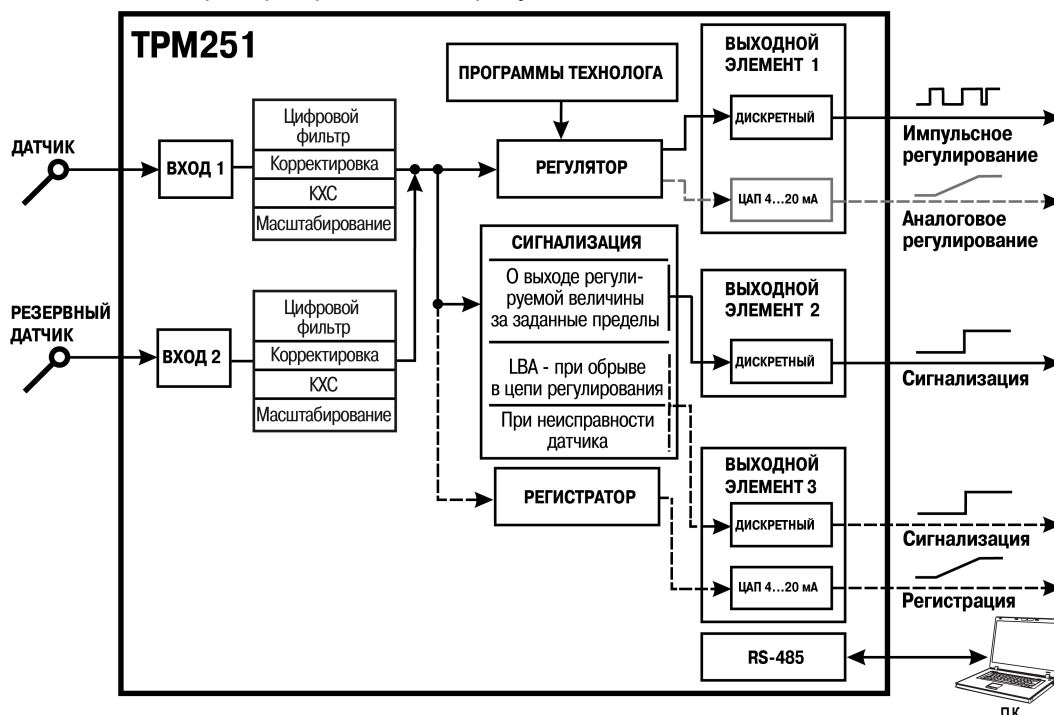 ТРМ251
ДАТЧИК
ВХОД 1
Цифровой
фильтр
Корректировка
КХС
Масштабирование
РЕЗЕРВНЫЙ
ДАТЧИК
ВХОД 2
Цифровой
фильтр
Корректировка
КХС
Масштабирование
ПРОГРАММЫ ТЕХНОЛОГА
РЕГУЛЯТОР
СИГНАЛИЗАЦИЯ
О выходе регули-
руемой величины
за заданные пределы
LBA - при обрыве
в цепи регулирования
При неисправности
датчика
РЕГИСТРАТОР
ВЫХОДНОЙ
ЭЛЕМЕНТ 1
ДИСКРЕТНЫЙ
ЦАП 4...20 мА
Импульсное
регулирование
Аналоговое
регулирование
ВЫХОДНОЙ
ЭЛЕМЕНТ 2
ДИСКРЕТНЫЙ
Сигнализация
ВЫХОДНОЙ
ЭЛЕМЕНТ 3
ДИСКРЕТНЫЙ
ЦАП 4...20 мА
Сигнализация
Регистрация
RS-485
ПК